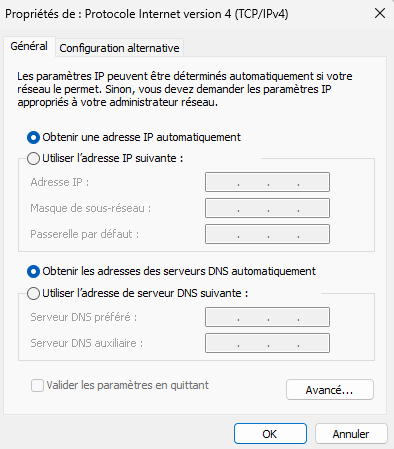 Propriétés de : Protocole Internet version 4 (TCP/IPv4)
Général
Configuration alternative
Les paramètres IP peuvent être déterminés automatiquement si votre
réseau le permet. Sinon, vous devez demander les paramètres IP
appropriés à votre administrateur réseau.
Obtenir une adresse IP automatiquement
Utiliser l'adresse IP suivante :
Adresse IP :
Masque de sous-réseau :
Passerelle par défaut :
Obtenir les adresses des serveurs DNS automatiquement
Utiliser l'adresse de serveur DNS suivante :
Serveur DNS préféré :
Serveur DNS auxiliaire :
Valider les paramètres en quittant
Avancé...
OK
Annuler